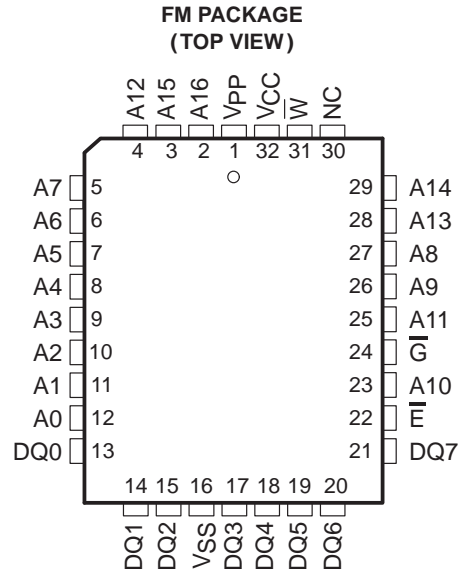 FM PACKAGE
(TOP VIEW)
A12 A15 A16 VPP VCC W̅ NC
4 3 2 1 32 31 30
A7 5 29 A14
A6 6 28 A13
A5 7 27 A8
A4 8 26 A9
A3 9 25 A11
A2 10 24 G̅
A1 11 23 A10
A0 12 22 E̅
DQ0 13 21 DQ7
14 15 16 17 18 19 20
DQ1 DQ2 VSS DQ3 DQ4 DQ5 DQ6